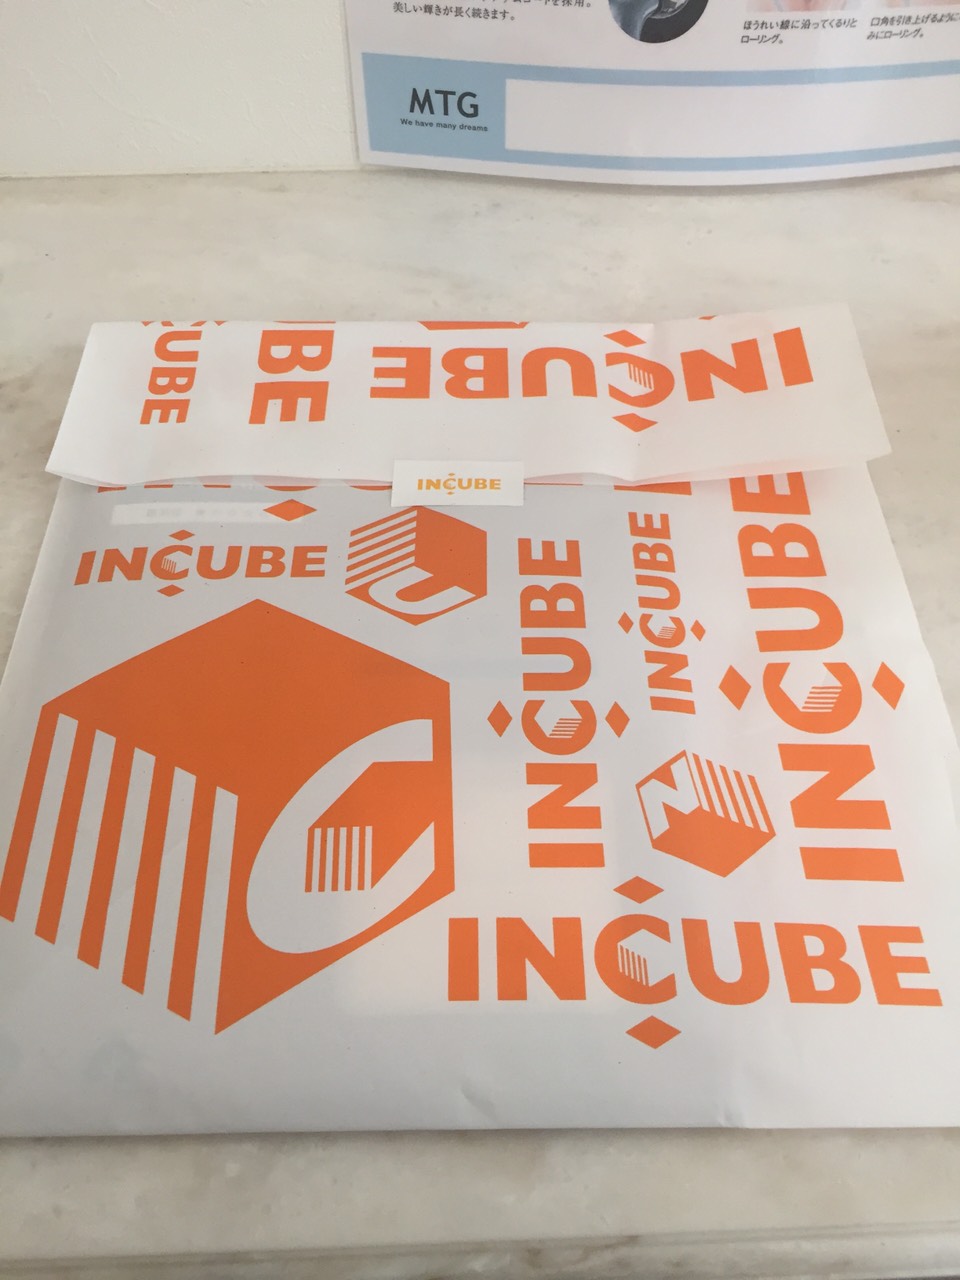 美しい輝きが長く続きます。
ほうれい線に沿ってくるりと
ローリング。
口角を引き上げるように
みにローリング。
MTG
We have many dreams
UBE
BE
INCUBE
INCUBE
INCUBE
U
INCUBE
INCUBE
INCUBE
C
N
INCUBE